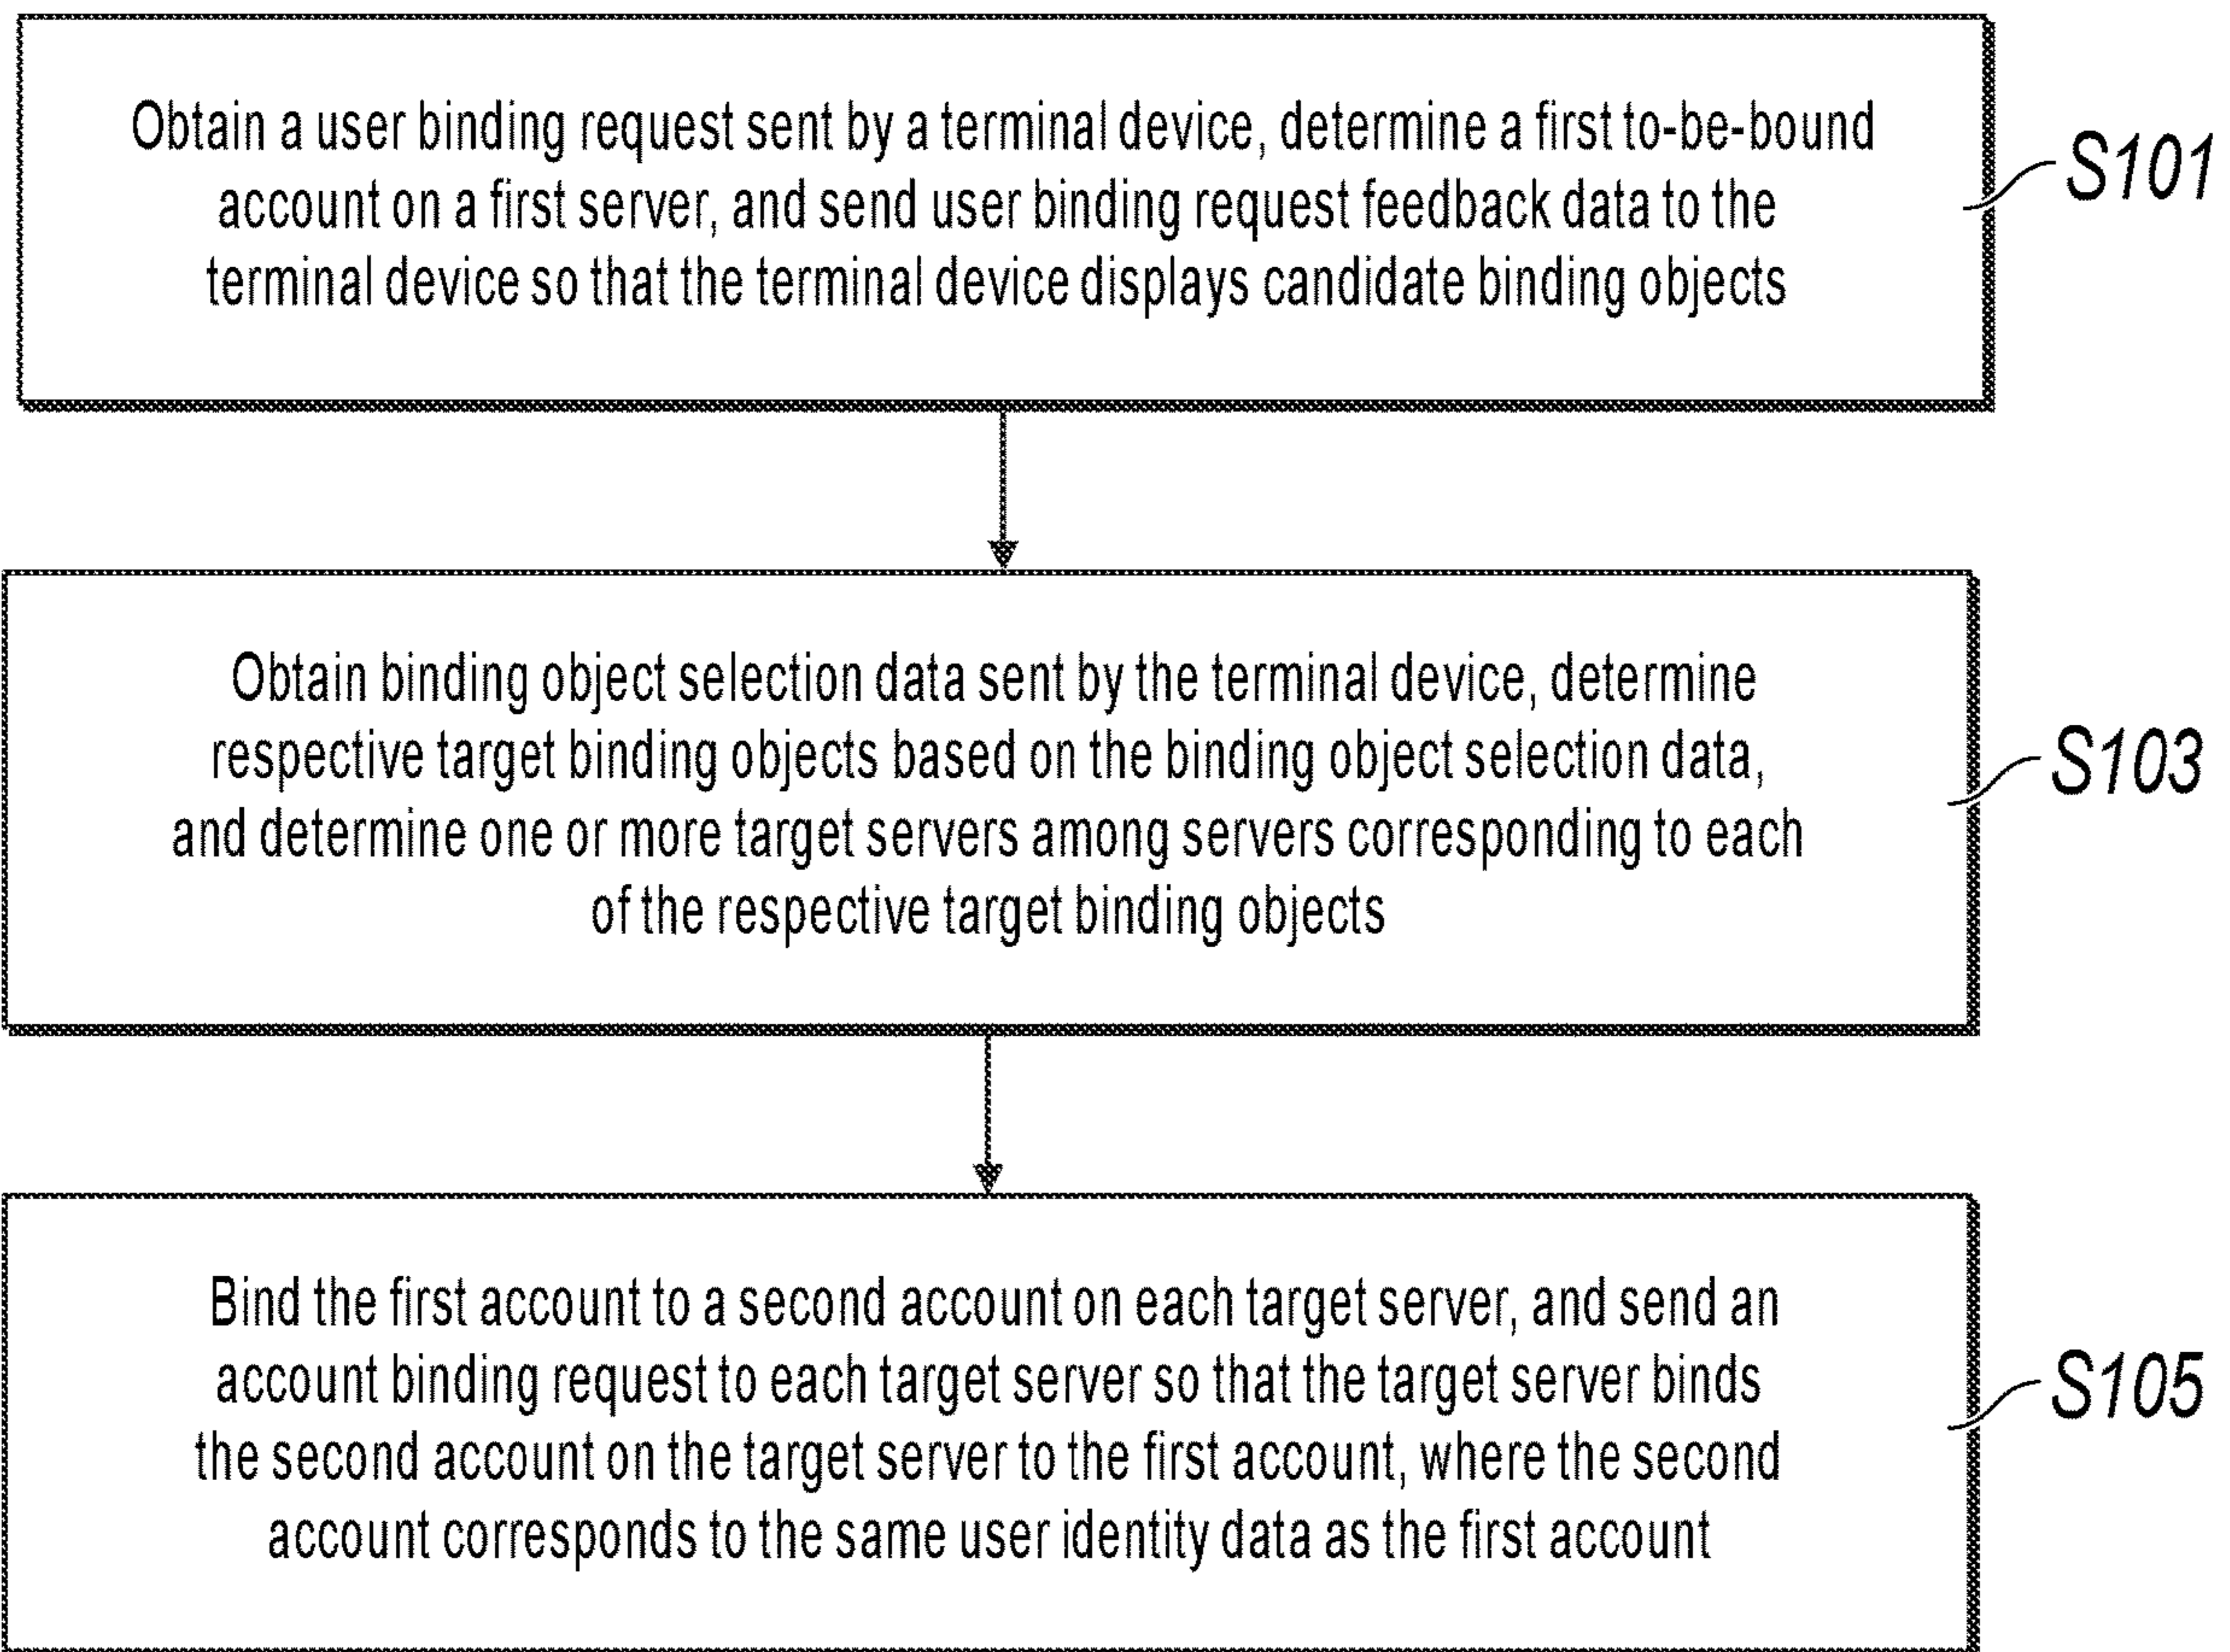 Obtain a user binding request sent by a terminal device, determine a first to-be-bound
account on a first server, and send user binding request feedback data to the
terminal device so that the terminal device displays candidate binding objects
S101
Obtain binding object selection data sent by the terminal device, determine
respective target binding objects based on the binding object selection data,
and determine one or more target servers among servers corresponding to each
of the respective target binding objects
S103
Bind the first account to a second account on each target server, and send an
account binding request to each target server so that the target server binds
the second account on the target server to the first account, where the second
account corresponds to the same user identity data as the first account
S105